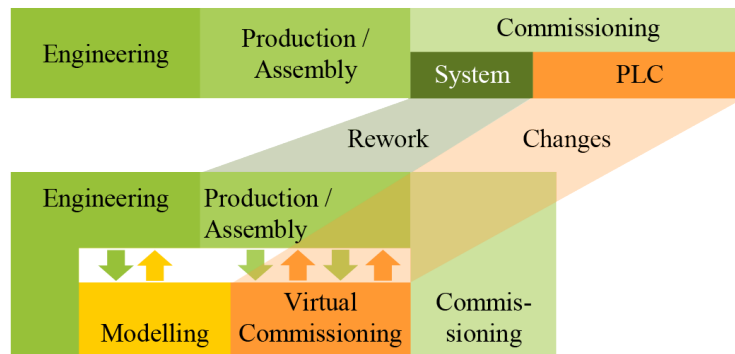 Engineering
Production /
Assembly
Commissioning
System
PLC
Rework
Changes
Engineering
Production /
Assembly
Modelling
Virtual
Commissioning
Commis-
sioning